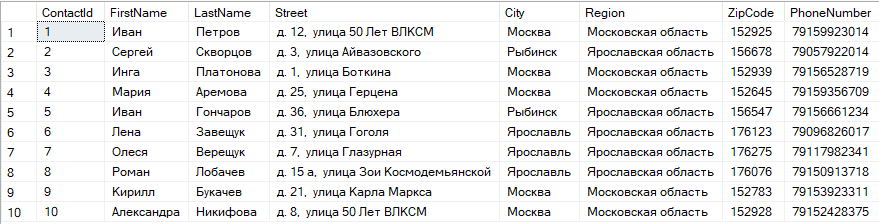 ContactId FirstName LastName Street City Region ZipCode PhoneNumber
1 1 Иван Петров д. 12, улица 50 Лет ВЛКСМ Москва Московская область 152925 79159923014
2 2 Сергей Скворцов д. 3, улица Айвазовского Рыбинск Ярославская область 156678 79057922014
3 3 Инга Платонова д. 1, улица Боткина Москва Московская область 152939 79156528719
4 4 Мария Аремова д. 25, улица Герцена Москва Московская область 152645 79159356709
5 5 Иван Гончаров д. 36, улица Блюхера Рыбинск Ярославская область 156547 79156661234
6 6 Лена Завещук д. 31, улица Гоголя Ярославль Ярославская область 176123 79096826017
7 7 Олеся Верещук д. 7, улица Глазурная Ярославль Ярославская область 176275 79117982341
8 8 Роман Лобачев д. 15 а, улица Зои Космодемьянской Ярославль Ярославская область 176076 79150913718
9 9 Кирилл Букачев д. 21, улица Карла Маркса Москва Московская область 152783 79153923311
10 10 Александра Никифова д. 8, улица 50 Лет ВЛКСМ Москва Московская область 152928 79152428375